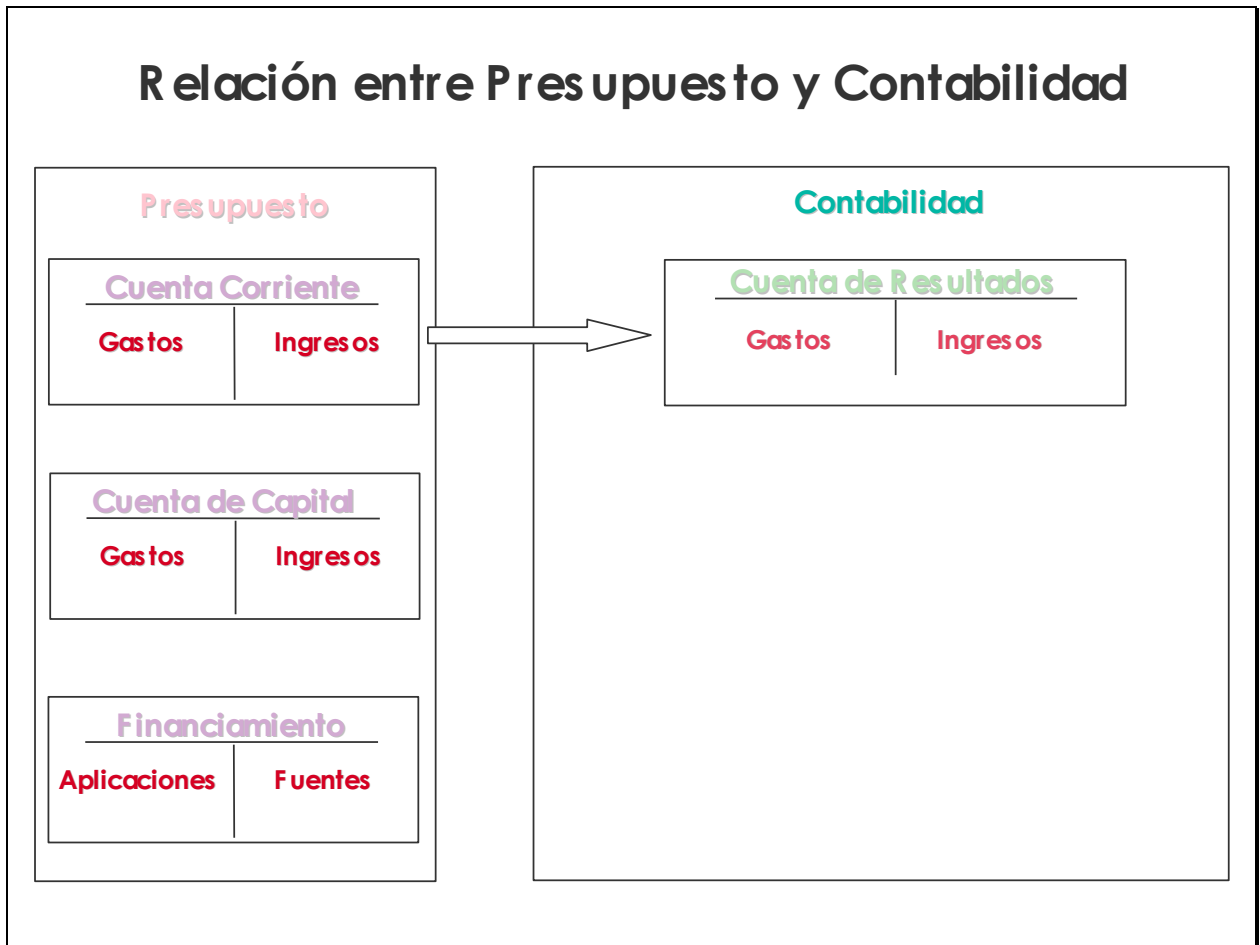 Relación entre Presupuesto y Contabilidad
Presupuesto
Cuenta Corriente
Gastos Ingresos
Cuenta de Capital
Gastos Ingresos
Financiamiento
Aplicaciones Fuentes
Contabilidad
Cuenta de Resultados
Gastos Ingresos